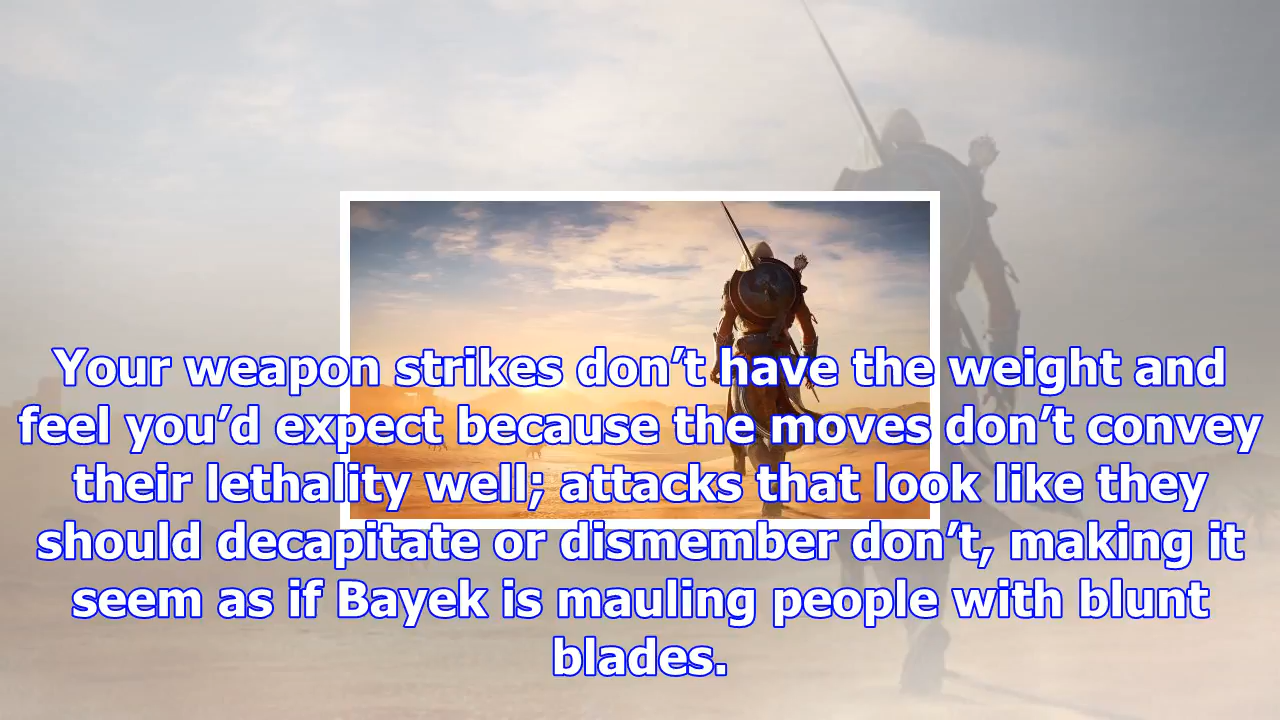 Your weapon strikes don’t have the weight and
feel you’d expect because the moves don’t convey
their lethality well; attacks that look like they
should decapitate or dismember don’t, making it
seem as if Bayek is mauling people with blunt
blades.